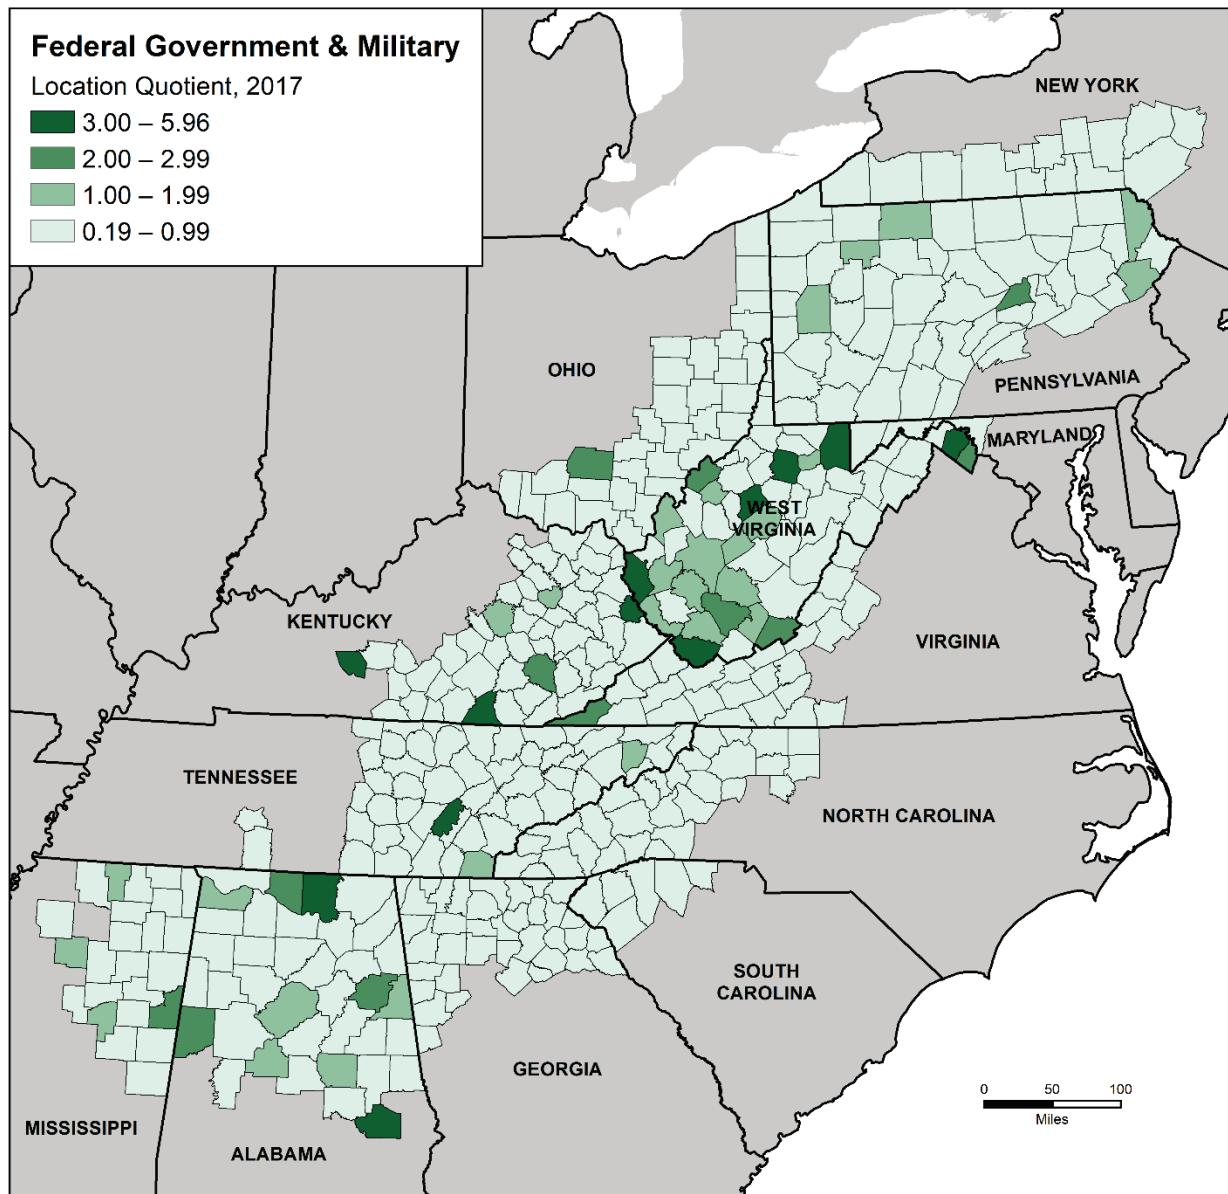 Federal Government & Military
Location Quotient, 2017
3.00 – 5.96
2.00 – 2.99
1.00 – 1.99
0.19 – 0.99
NEW YORK
OHIO
PENNSYLVANIA
MARYLAND
WEST
VIRGINIA
KENTUCKY
VIRGINIA
TENNESSEE
NORTH CAROLINA
SOUTH
CAROLINA
GEORGIA
MISSISSIPPI
ALABAMA
0 50 100
Miles